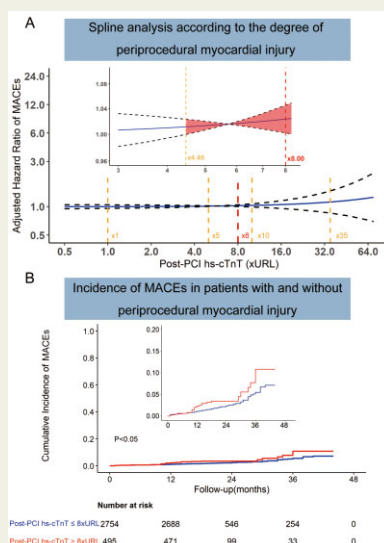 A
Spline analysis according to the degree of
periprocedural myocardial injury
Adjusted Hazard Ratio of MACEs
24.0
12.0
6.0
3.0
1.0
0.5
1.08
1.03
1.00
0.96
x4.65
x8.00
3 4 5 6 7 8
x1 x5 x8 x10 x35
0.5 1.0 2.0 4.0 8.0 16.0 32.0 64.0
Post-PCI hs-cTnT (xURL)
B
Incidence of MACEs in patients with and without
periprocedural myocardial injury
Cumulative Incidence of MACEs
1.0
0.8
0.6
0.4
0.2
0.0
0.20
0.15
0.10
0.05
0.00
0 12 24 36 48
P<0.05
0 12 24 36 48
Follow-up(months)
Number at risk
Post-PCI hs-cTnT ≤ 8xURL 2754 2688 546 254 0
Post-PCI hs-cTnT > 8xURL 495 471 99 33 0